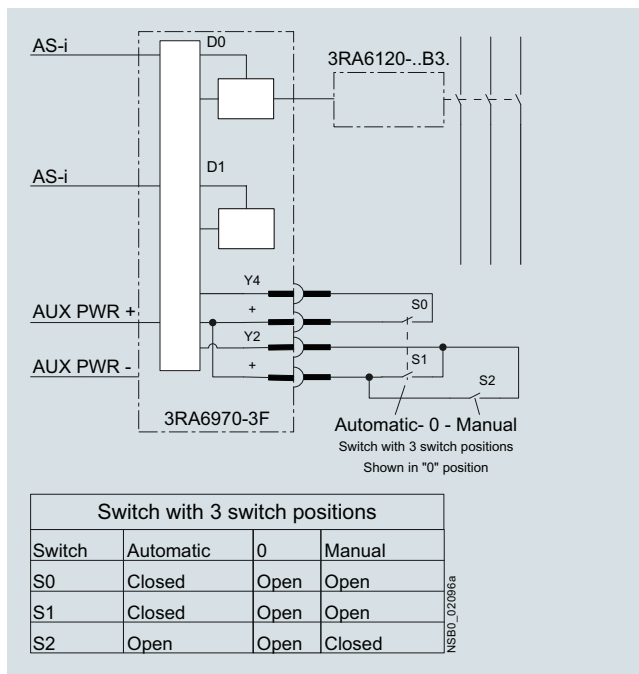 AS-i
D0
3RA6120-..B3.
AS-i
D1
Y4
AUX PWR +
+
S0
Y2
AUX PWR -
+
S1
S2
3RA6970-3F
Automatic- 0 - Manual
Switch with 3 switch positions
Shown in "0" position
Switch with 3 switch positions
Switch Automatic 0 Manual
S0 Closed Open Open
S1 Closed Open Open
S2 Open Open Closed
NSB0_02096a